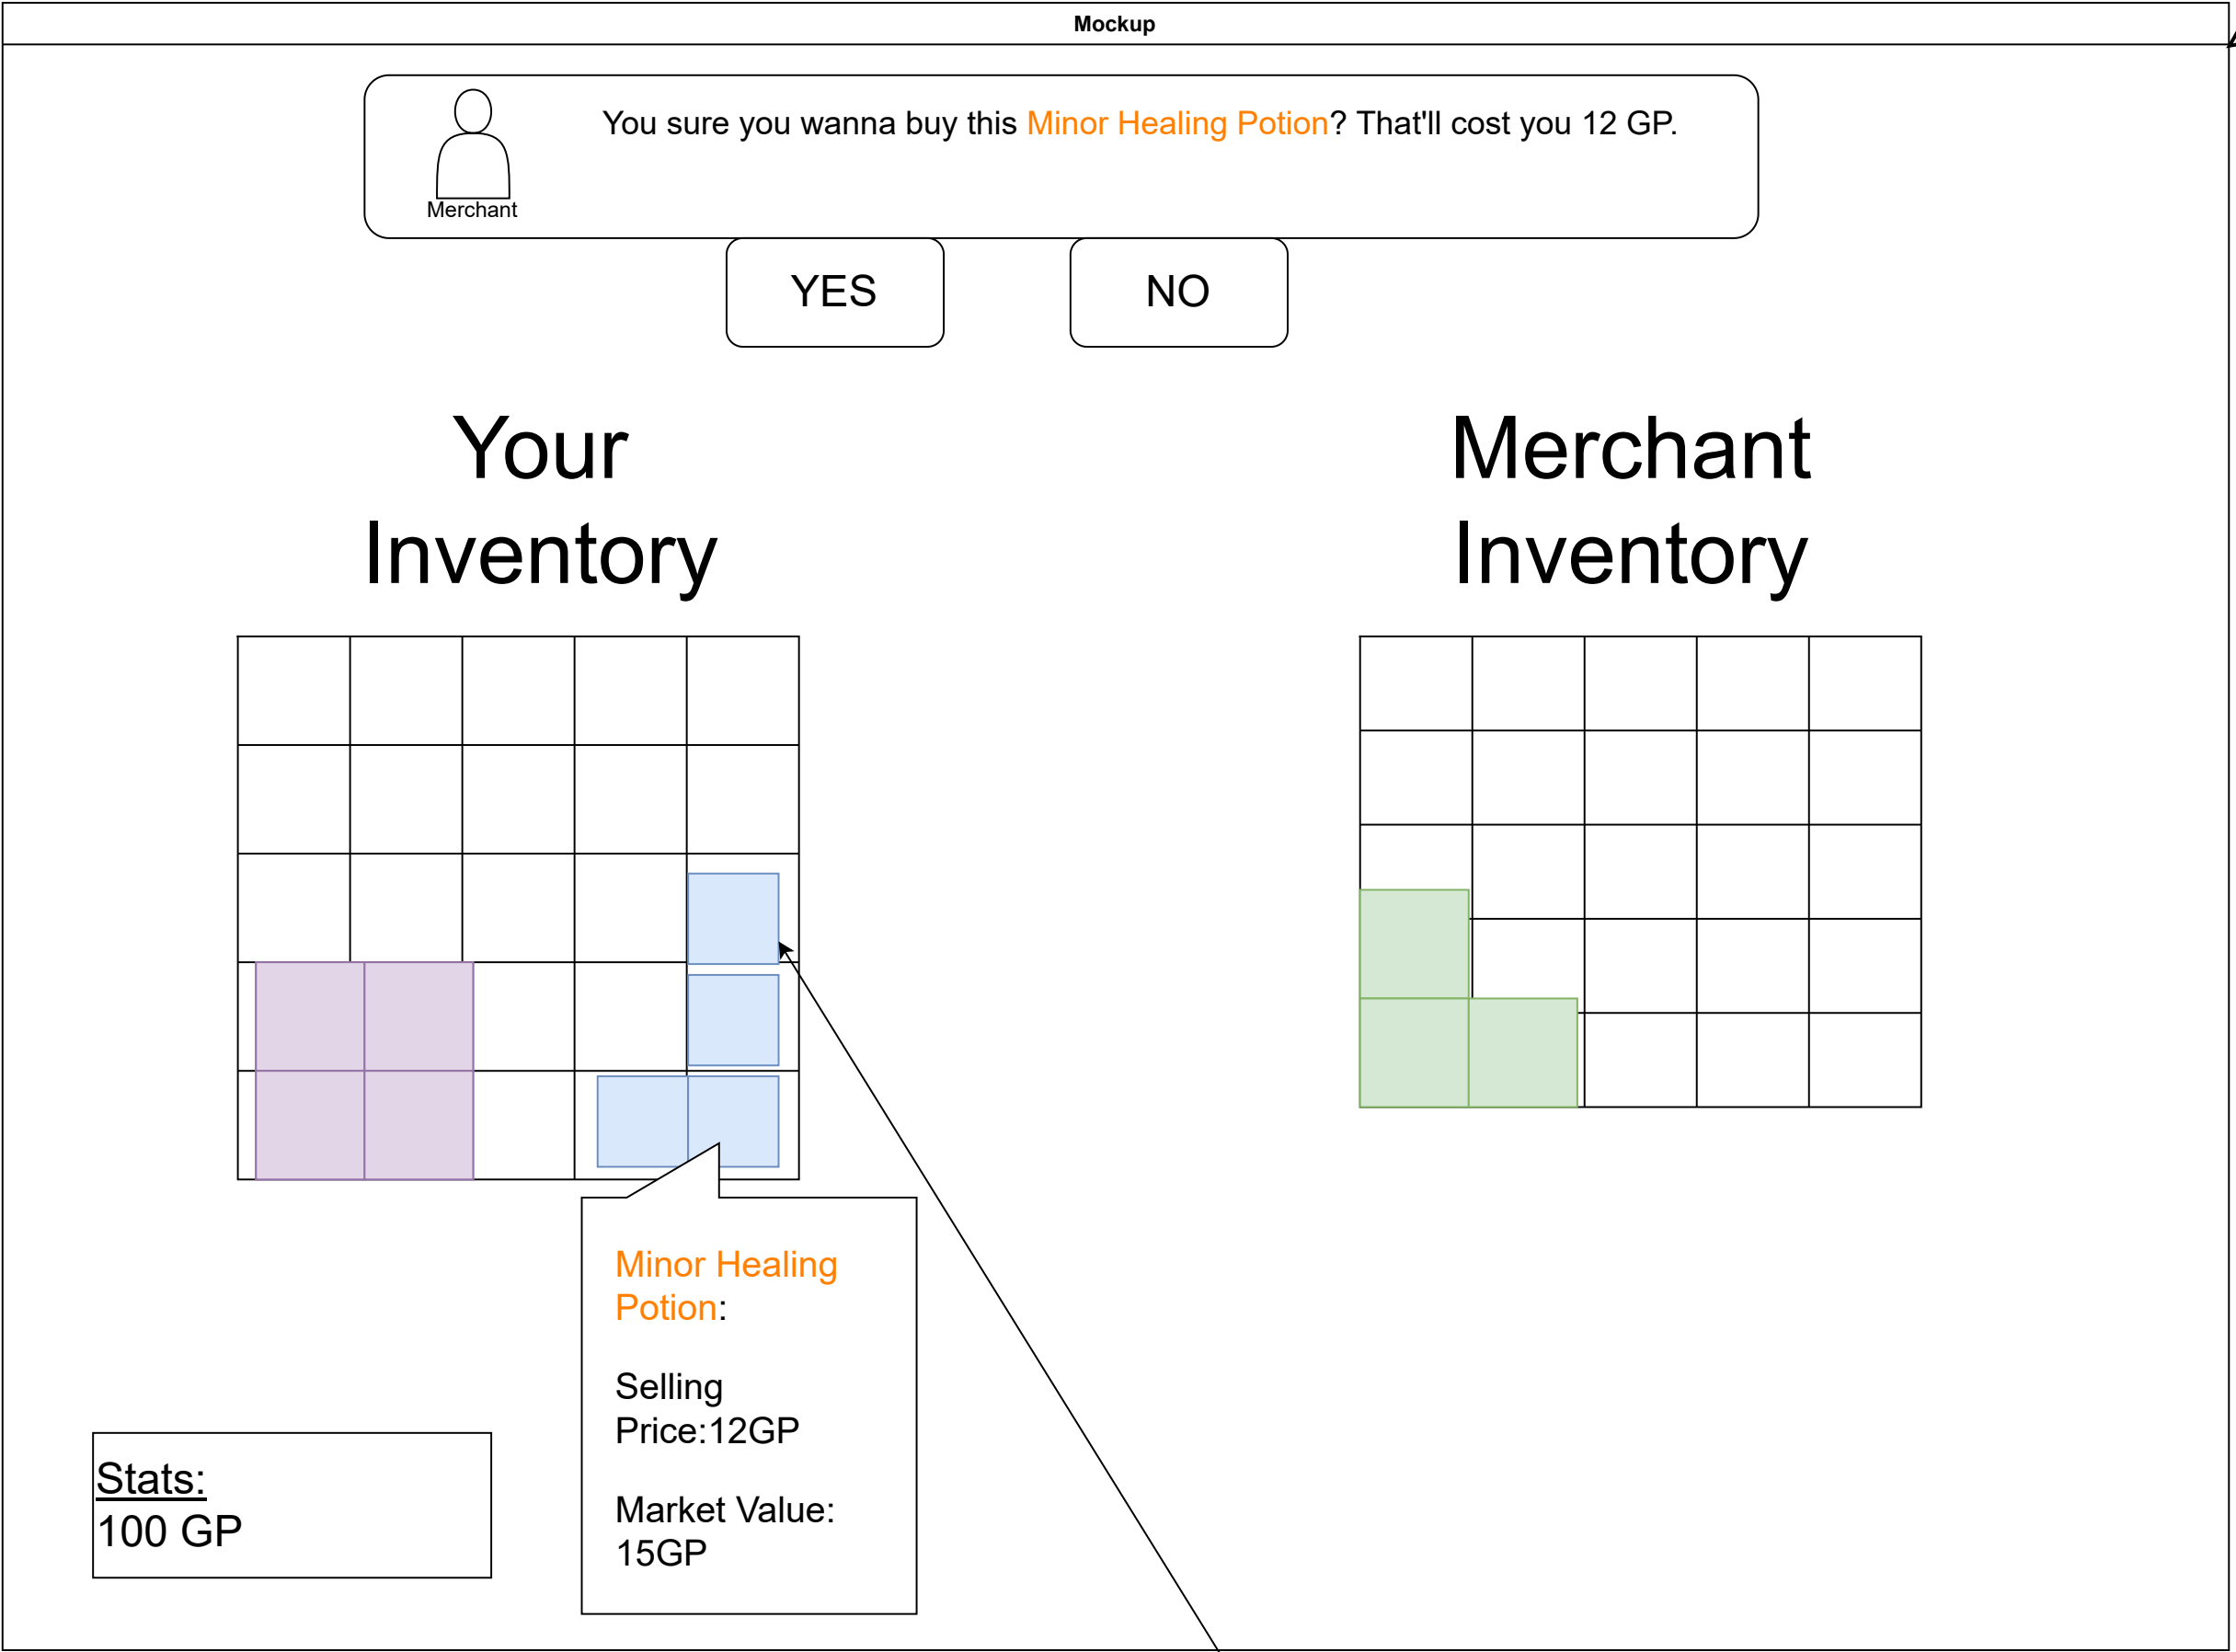 Mockup
You sure you wanna buy this Minor Healing Potion? That'll cost you 12 GP.
Merchant
YES
NO
Your
Inventory
Merchant
Inventory
Minor Healing
Potion:
Selling
Price:12GP
Market Value:
15GP
Stats:
100 GP